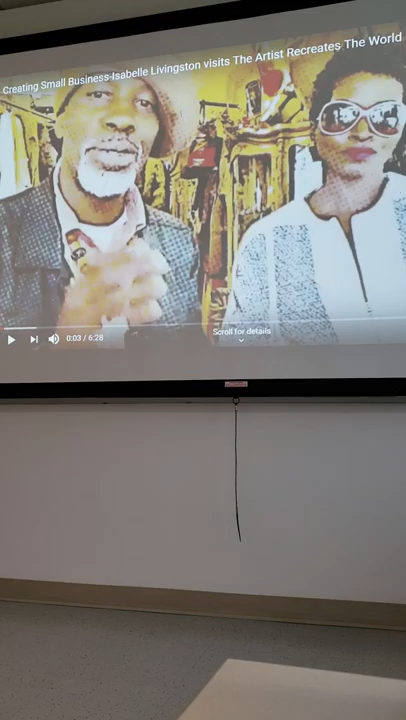 Creating Small Business-Isabelle Livingston visits The Artist Recreates The World
0:03 / 6:28
Scroll for details